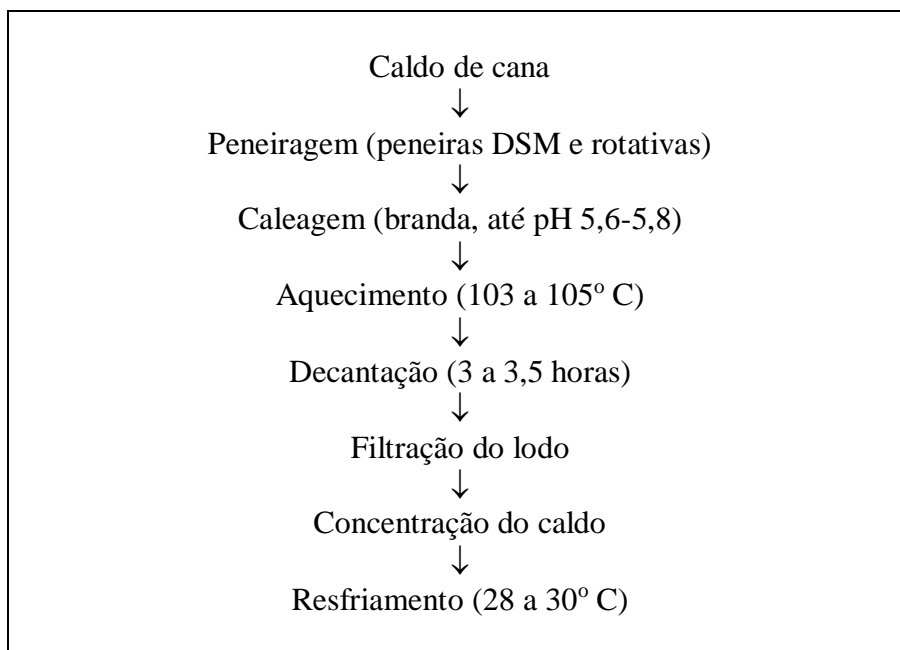 Caldo de cana
↓
Peneiragem (peneiras DSM e rotativas)
↓
Caleagem (branda, até pH 5,6-5,8)
↓
Aquecimento (103 a 105º C)
↓
Decantação (3 a 3,5 horas)
↓
Filtração do lodo
↓
Concentração do caldo
↓
Resfriamento (28 a 30º C)